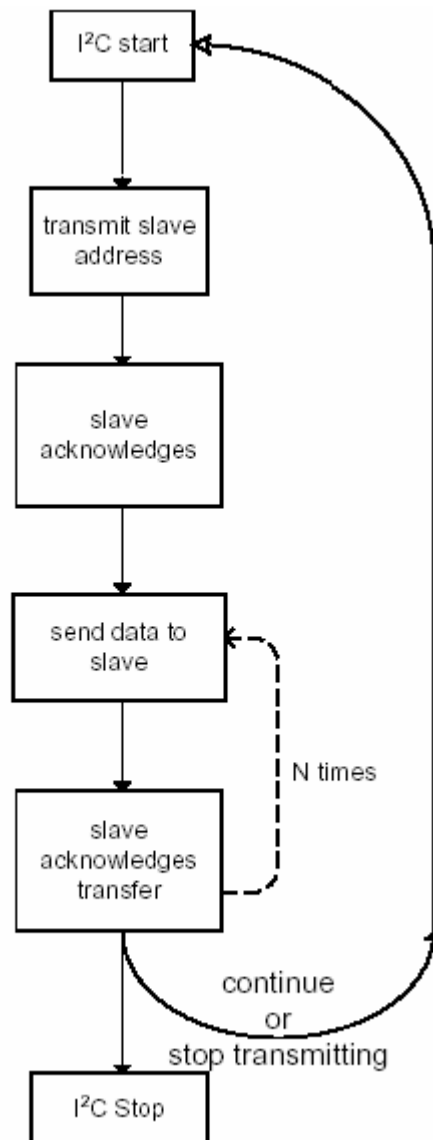 I²C start
transmit slave
address
slave
acknowledges
send data to
slave
N times
slave
acknowledges
transfer
continue
or
stop transmitting
I²C Stop